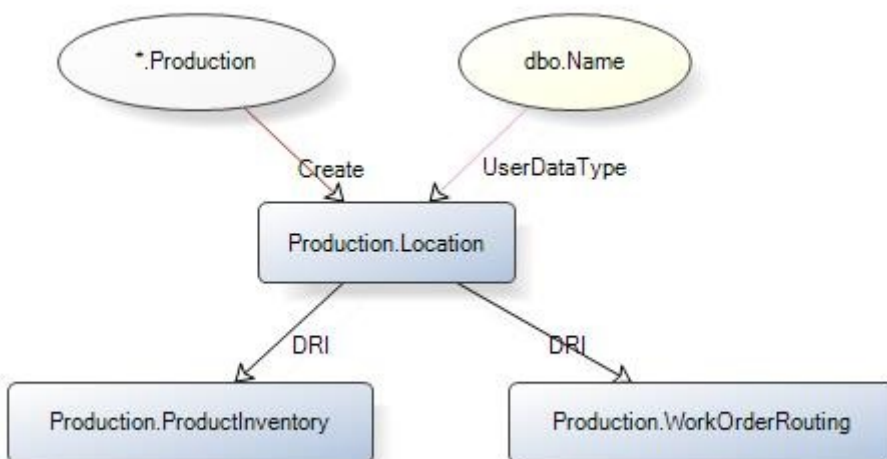 *.Production
dbo.Name
Create
UserDataType
Production.Location
DRI
DRI
Production.ProductInventory
Production.WorkOrderRouting